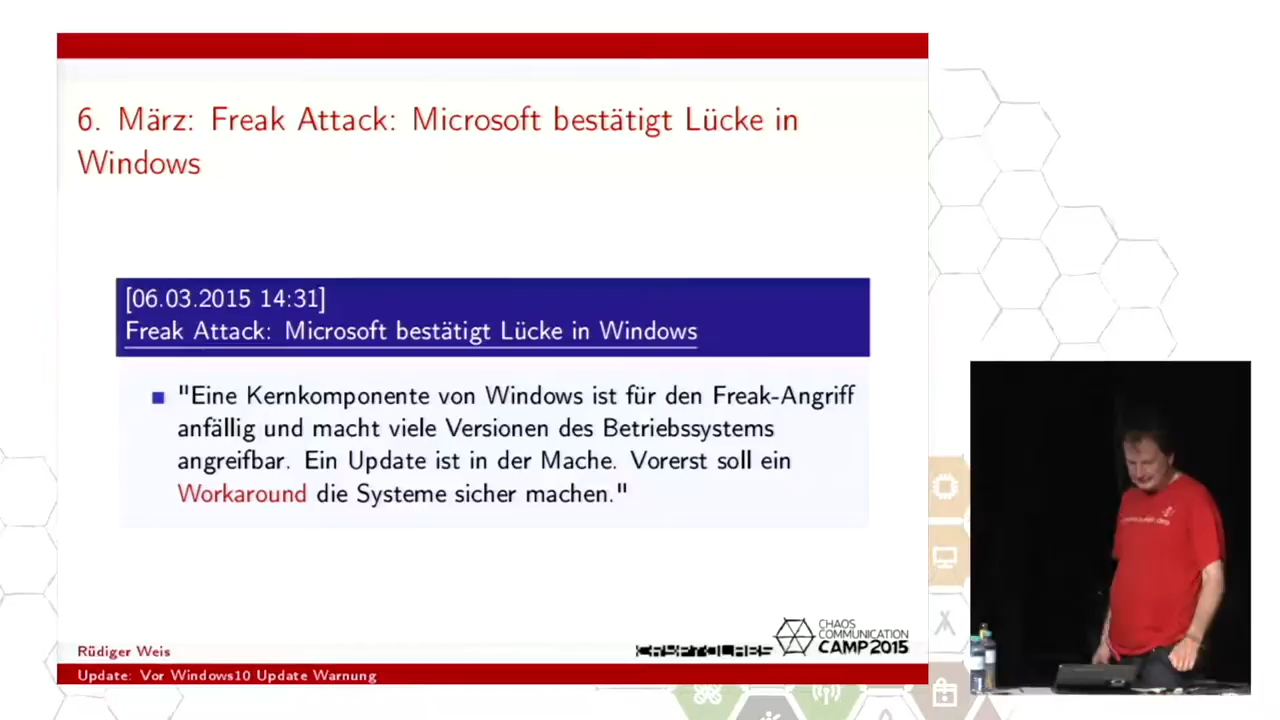 6. März: Freak Attack: Microsoft bestätigt Lücke in
Windows
[06.03.2015 14:31]
Freak Attack: Microsoft bestätigt Lücke in Windows
"Eine Kernkomponente von Windows ist für den Freak-Angriff
anfällig und macht viele Versionen des Betriebssystems
angreifbar. Ein Update ist in der Mache. Vorerst soll ein
Workaround die Systeme sicher machen."
Rüdiger Weis
CRYPTOLABS
CHAOS
COMMUNICATION
CAMP 2015
Update: Vor Windows10 Update Warnung